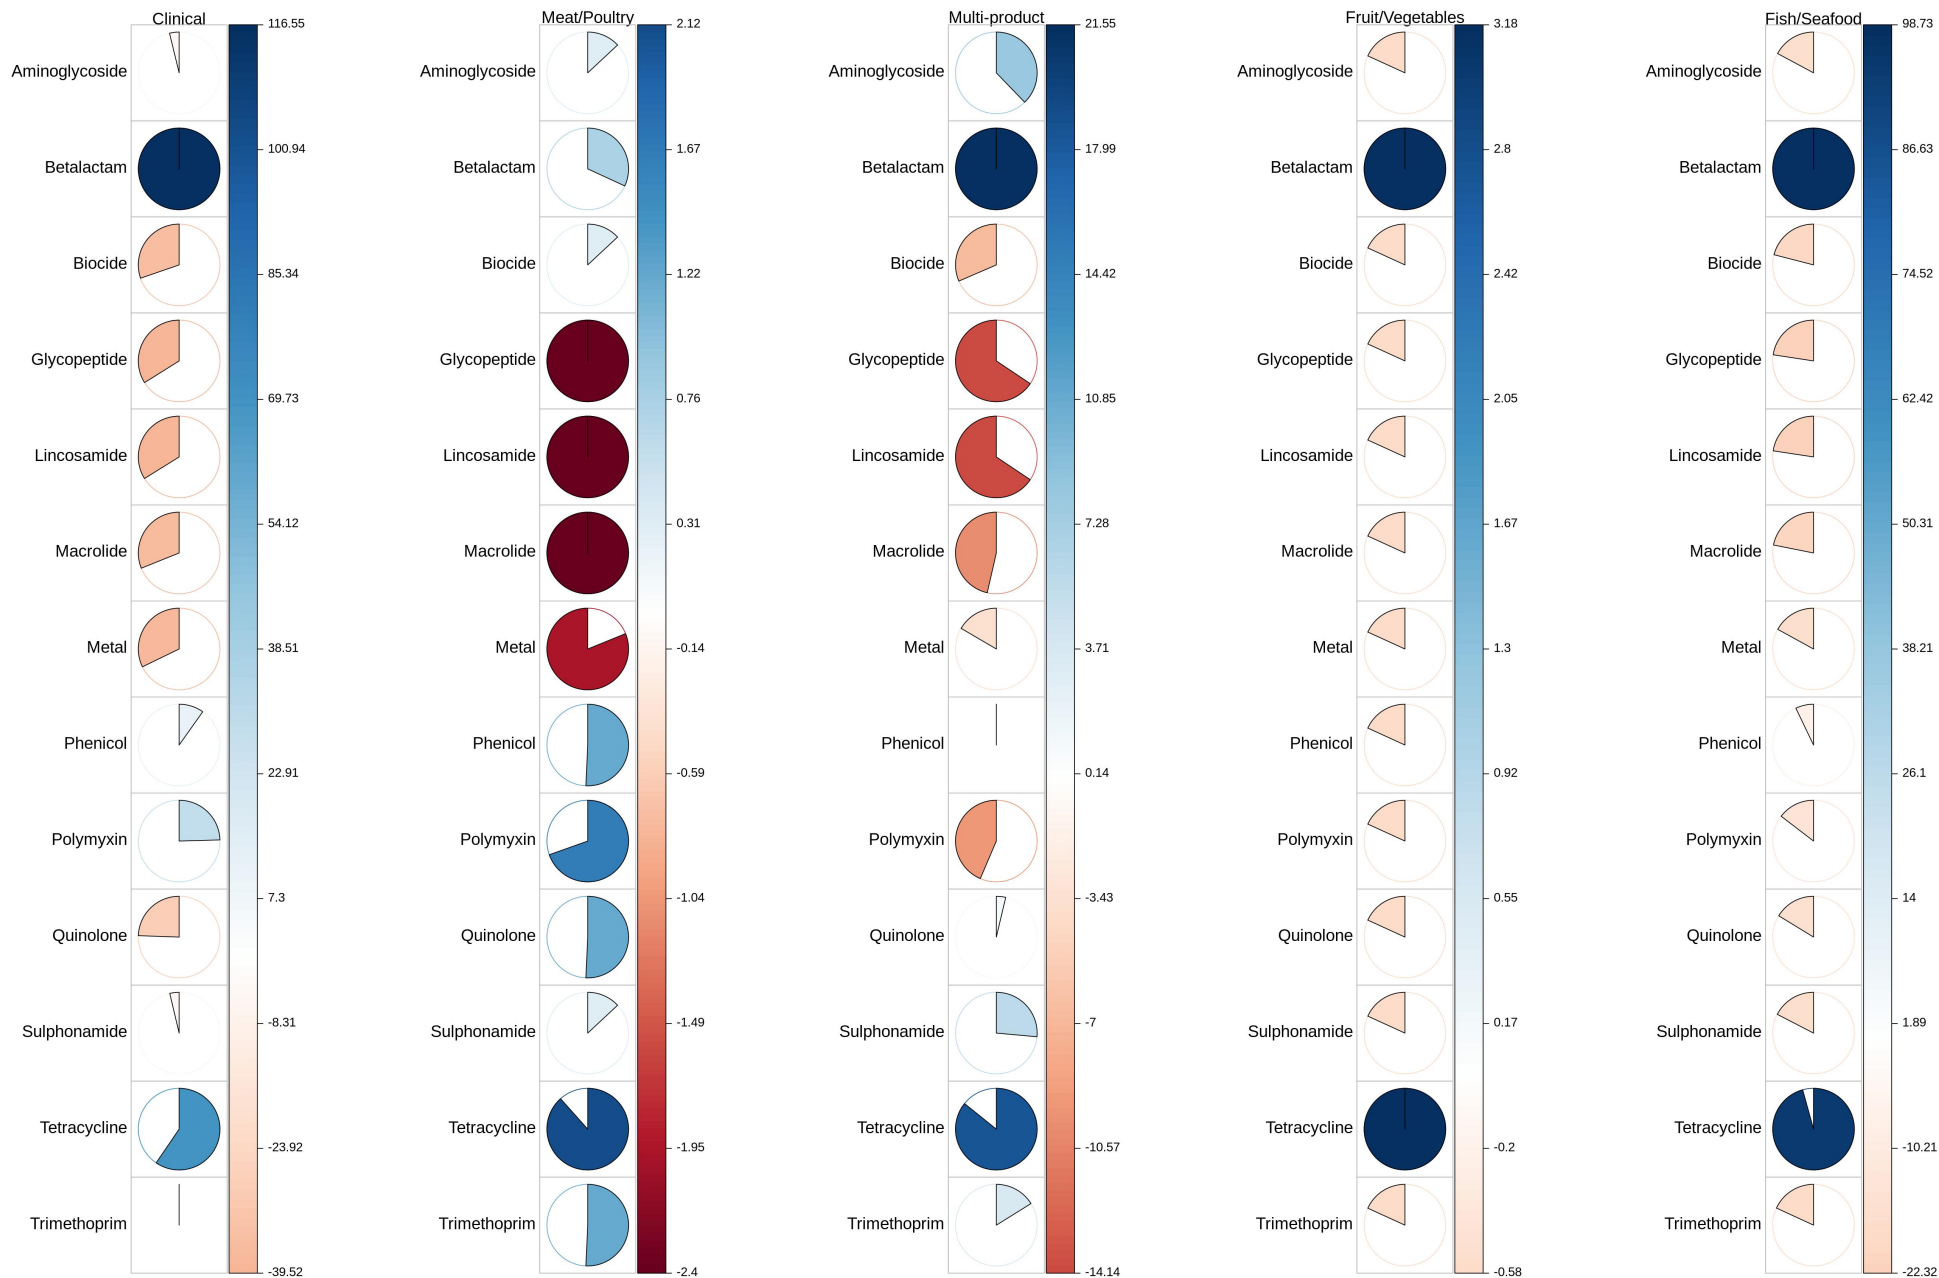 Clinical
Aminoglycoside
Betalactam
Biocide
Glycopeptide
Lincosamide
Macrolide
Metal
Phenicol
Polymyxin
Quinolone
Sulphonamide
Tetracycline
Trimethoprim
116.55
100.94
85.34
69.73
54.12
38.51
22.91
7.3
-8.31
-23.92
-39.52
Meat/Poultry
Aminoglycoside
Betalactam
Biocide
Glycopeptide
Lincosamide
Macrolide
Metal
Phenicol
Polymyxin
Quinolone
Sulphonamide
Tetracycline
Trimethoprim
2.12
1.67
1.22
0.76
0.31
-0.14
-0.59
-1.04
-1.49
-1.95
-2.4
Multi-product
Aminoglycoside
Betalactam
Biocide
Glycopeptide
Lincosamide
Macrolide
Metal
Phenicol
Polymyxin
Quinolone
Sulphonamide
Tetracycline
Trimethoprim
21.55
17.99
14.42
10.85
7.28
3.71
0.14
-3.43
-7
-10.57
-14.14
Fruit/Vegetables
Aminoglycoside
Betalactam
Biocide
Glycopeptide
Lincosamide
Macrolide
Metal
Phenicol
Polymyxin
Quinolone
Sulphonamide
Tetracycline
Trimethoprim
3.18
2.8
2.42
2.05
1.67
1.3
0.92
0.55
0.17
-0.2
-0.58
Fish/Seafood
Aminoglycoside
Betalactam
Biocide
Glycopeptide
Lincosamide
Macrolide
Metal
Phenicol
Polymyxin
Quinolone
Sulphonamide
Tetracycline
Trimethoprim
98.73
86.63
74.52
62.42
50.31
38.21
26.1
14
1.89
-10.21
-22.32